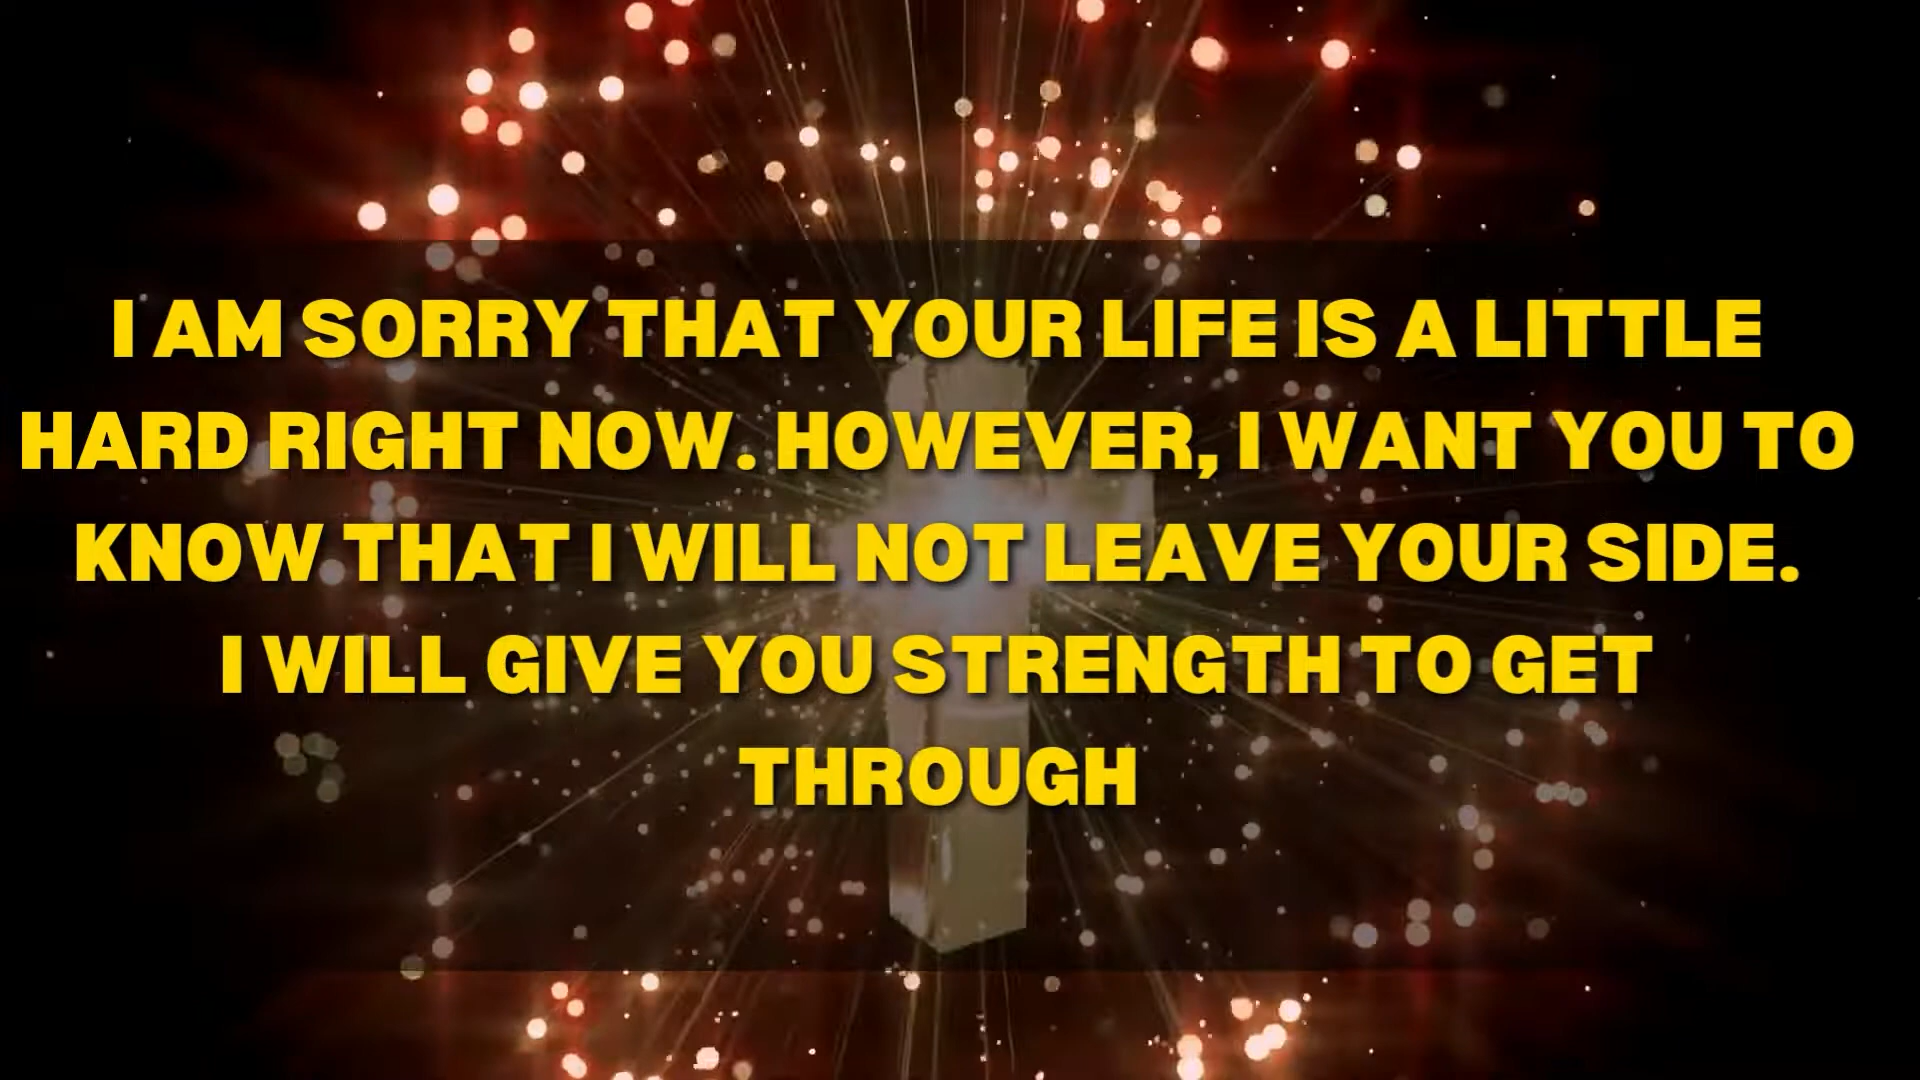 I AM SORRY THAT YOUR LIFE IS A LITTLE
HARD RIGHT NOW. HOWEVER, I WANT YOU TO
KNOW THAT I WILL NOT LEAVE YOUR SIDE.
I WILL GIVE YOU STRENGTH TO GET
THROUGH